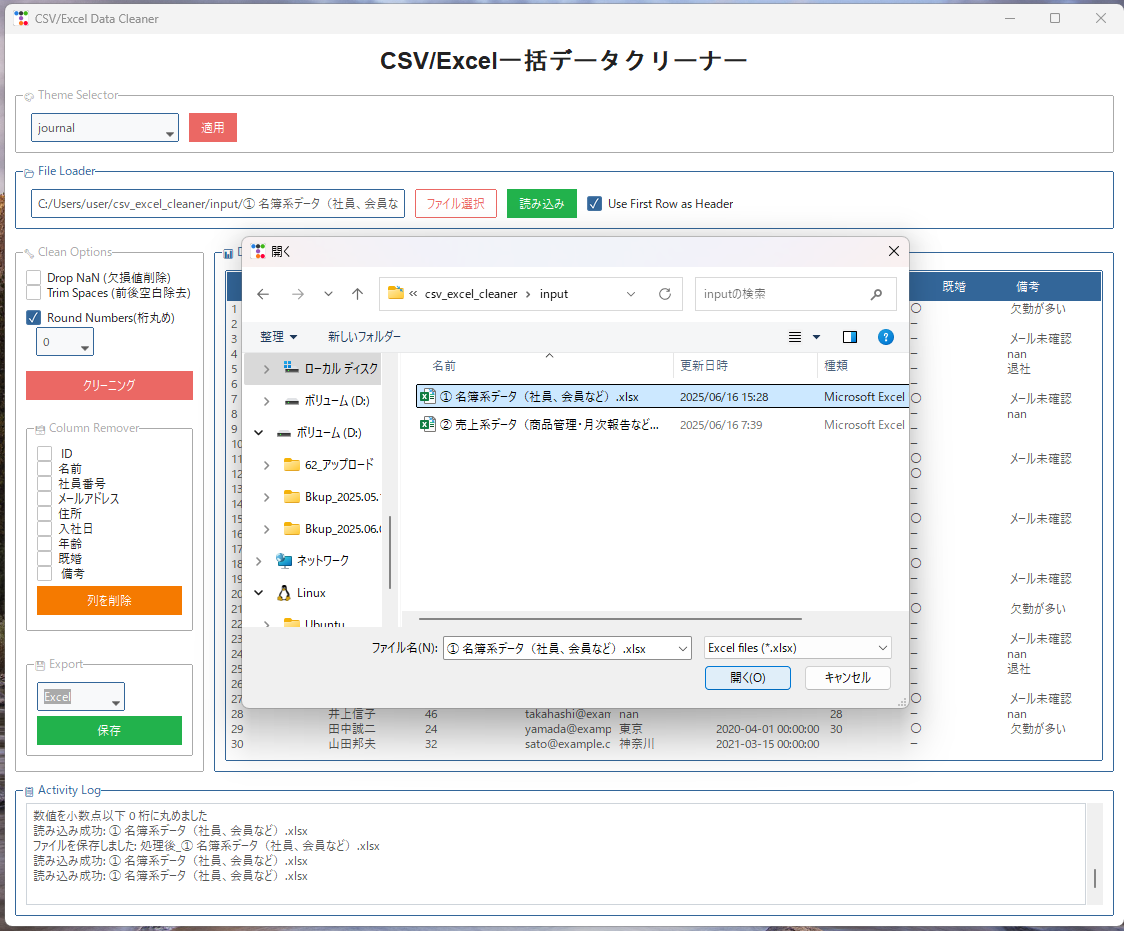 CSV/Excel Data Cleaner
CSV/Excel一括データクリーナー
Theme Selector
journal
適用
File Loader
C:/Users/user/csv_excel_cleaner/input/① 名簿系データ（社員、会員な
ファイル選択
読み込み
Use First Row as Header
Clean Options
Drop NaN (欠損値削除)
Trim Spaces (前後空白除去)
Round Numbers(桁丸め)
0
クリーニング
Column Remover
ID
名前
社員番号
メールアドレス
住所
入社日
年齢
既婚
備考
列を削除
Export
Excel
保存
開く
csv_excel_cleaner › input
inputの検索
整理
新しいフォルダー
ローカル ディスク
ボリューム (D:)
ボリューム (D:)
62_アップロード
Bkup_2025.05.
Bkup_2025.06.
ネットワーク
Linux
Ubuntu
名前 更新日時 種類
① 名簿系データ（社員、会員など）.xlsx 2025/06/16 15:28 Microsoft Excel
② 売上系データ（商品管理・月次報告など... 2025/06/16 7:39 Microsoft Excel
ファイル名(N):
① 名簿系データ（社員、会員など）.xlsx
Excel files (*.xlsx)
開く(O)
キャンセル
既婚 備考
1 ○ 欠勤が多い
2 –
3 – メール未確認
4 – nan
5 – 退社
6 –
7 ○ メール未確認
8 – nan
9 –
10 –
11 ○ メール未確認
12 ○
13 –
14 –
15 ○ メール未確認
16 –
17 –
18 ○
19 – メール未確認
20 –
21 ○ 欠勤が多い
22 –
23 – メール未確認
24 – nan
25 – 退社
26 –
27 ○ メール未確認
28 井上信子 46 takahashi@exam nan 28 – nan
29 田中誠二 24 yamada@examp 東京 2020-04-01 00:00:00 30 ○ 欠勤が多い
30 山田邦夫 32 sato@example.c 神奈川 2021-03-15 00:00:00 –
Activity Log
数値を小数点以下 0 桁に丸めました
読み込み成功: ① 名簿系データ（社員、会員など）.xlsx
ファイルを保存しました: 処理後_① 名簿系データ（社員、会員など）.xlsx
読み込み成功: ① 名簿系データ（社員、会員など）.xlsx
読み込み成功: ① 名簿系データ（社員、会員など）.xlsx